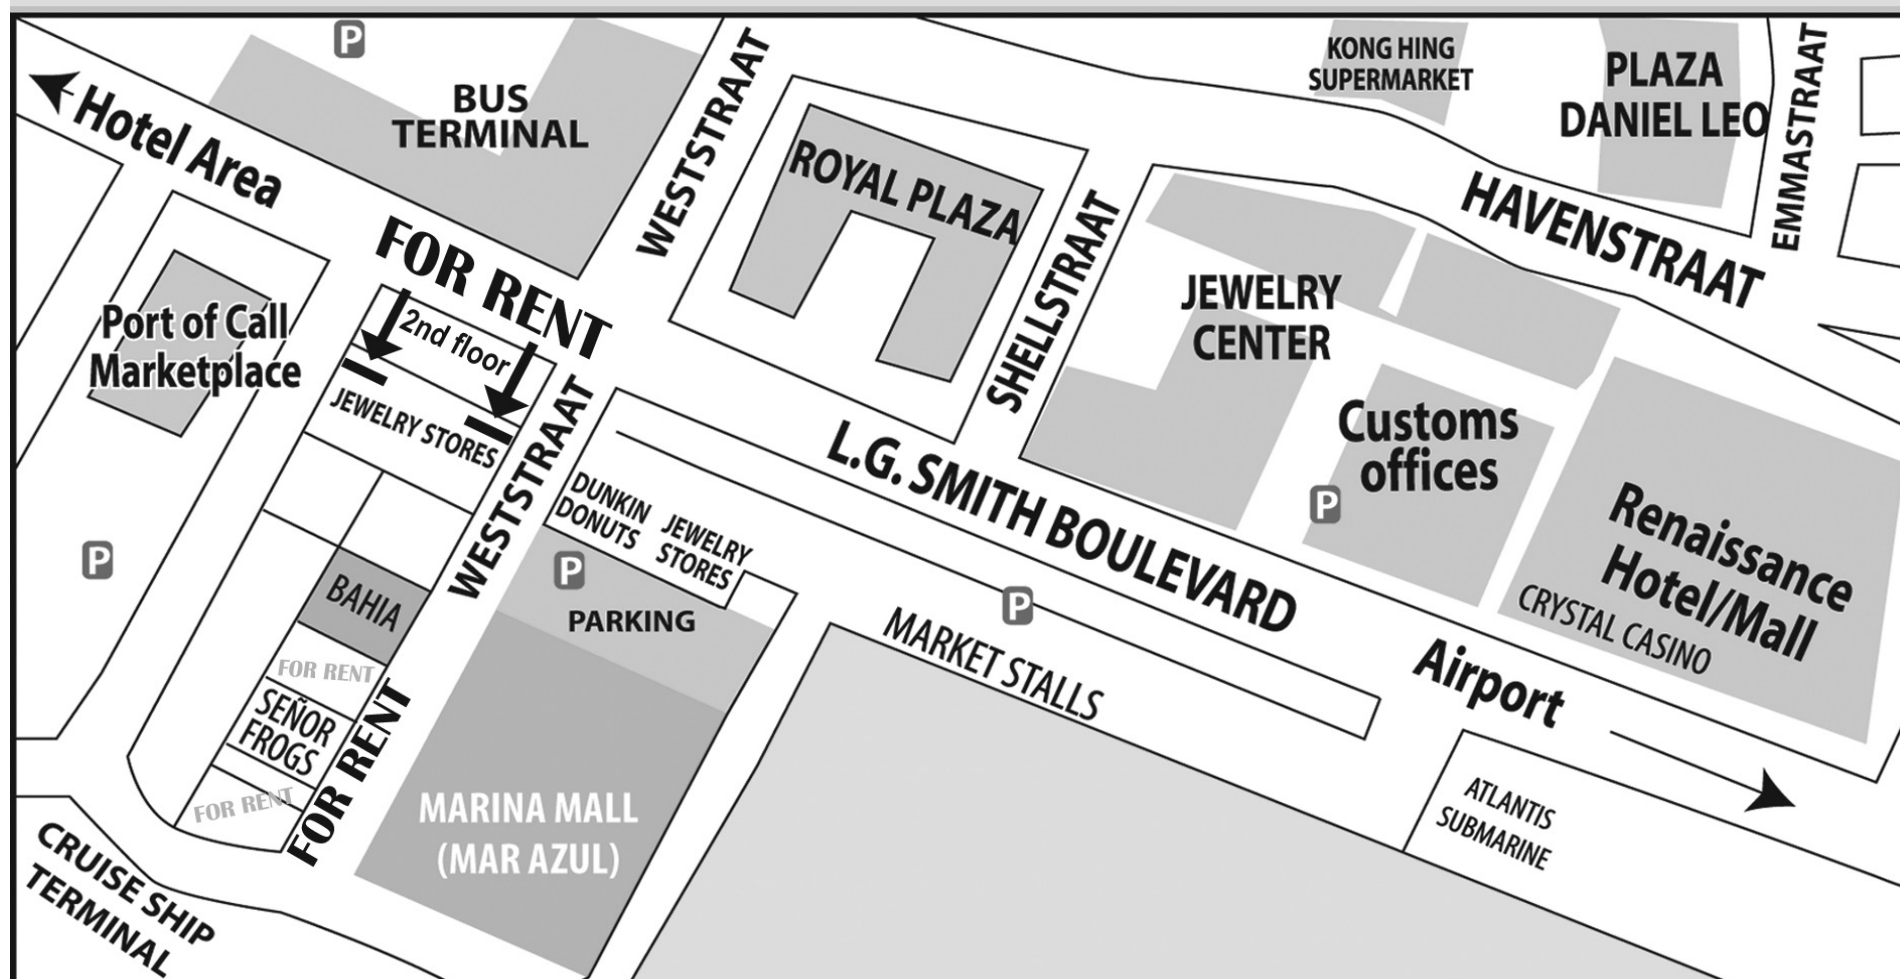 P
BUS
TERMINAL
Hotel Area
WESTSTRAAT
ROYAL PLAZA
KONG HING
SUPERMARKET
PLAZA
DANIEL LEO
EMMASTRAAT
HAVENSTRAAT
SHELLSTRAAT
JEWELRY
CENTER
Customs
offices
P
Renaissance
Hotel/Mall
CRYSTAL CASINO
Port of Call
Marketplace
FOR RENT
2nd floor
JEWELRY STORES
WESTSTRAAT
L.G. SMITH BOULEVARD
DUNKIN
DONUTS
JEWELRY
STORES
P
P
PARKING
P
MARKET STALLS
Airport
BAHIA
FOR RENT
SEÑOR
FROGS
FOR RENT
FOR RENT
MARINA MALL
(MAR AZUL)
ATLANTIS
SUBMARINE
CRUISE SHIP
TERMINAL